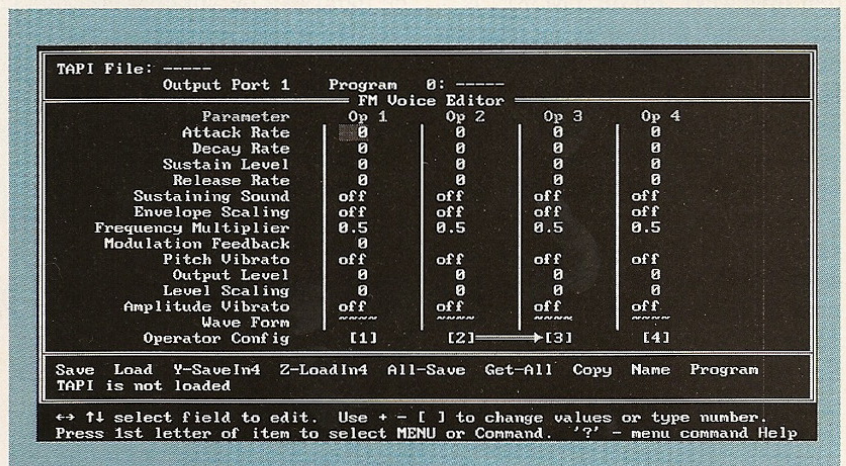 TAPI File: -----
Output Port 1 Program 0: -----
FM Voice Editor
Parameter Op 1 Op 2 Op 3 Op 4
Attack Rate 0 0 0 0
Decay Rate 0 0 0 0
Sustain Level 0 0 0 0
Release Rate 0 0 0 0
Sustaining Sound off off off off
Envelope Scaling off off off off
Frequency Multiplier 0.5 0.5 0.5 0.5
Modulation Feedback 0
Pitch Vibrato off off off off
Output Level 0 0 0 0
Level Scaling 0 0 0 0
Amplitude Vibrato off off off off
Wave Form ~~~~ ~~~~ ~~~~ ~~~~
Operator Config [1] [2]═══→[3] [4]
Save Load Y-SaveIn4 Z-LoadIn4 All-Save Get-All Copy Name Program
TAPI is not loaded
↔ ↑↓ select field to edit. Use + - [ ] to change values or type number.
Press 1st letter of item to select MENU or Command. '?' - menu command Help